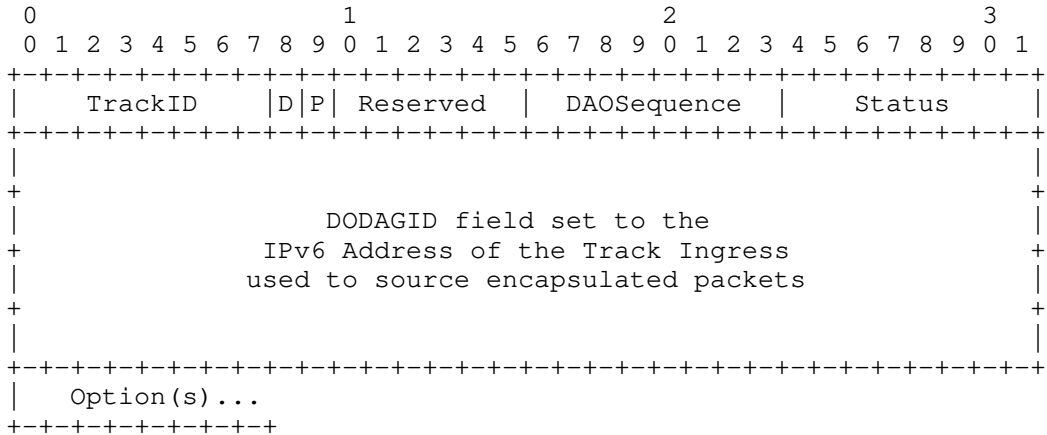 0                   1                   2                   3
 0 1 2 3 4 5 6 7 8 9 0 1 2 3 4 5 6 7 8 9 0 1 2 3 4 5 6 7 8 9 0 1
+-+-+-+-+-+-+-+-+-+-+-+-+-+-+-+-+-+-+-+-+-+-+-+-+-+-+-+-+-+-+-+-+
|    TrackID    |D|P| Reserved  |  DAOSequence  |    Status     |
+-+-+-+-+-+-+-+-+-+-+-+-+-+-+-+-+-+-+-+-+-+-+-+-+-+-+-+-+-+-+-+-+
|                                                               |
+                                                               +
|                   DODAGID field set to the                    |
+               IPv6 Address of the Track Ingress               +
|              used to source encapsulated packets              |
+                                                               +
|                                                               |
+-+-+-+-+-+-+-+-+-+-+-+-+-+-+-+-+-+-+-+-+-+-+-+-+-+-+-+-+-+-+-+-+
|   Option(s)...
+-+-+-+-+-+-+-+-+